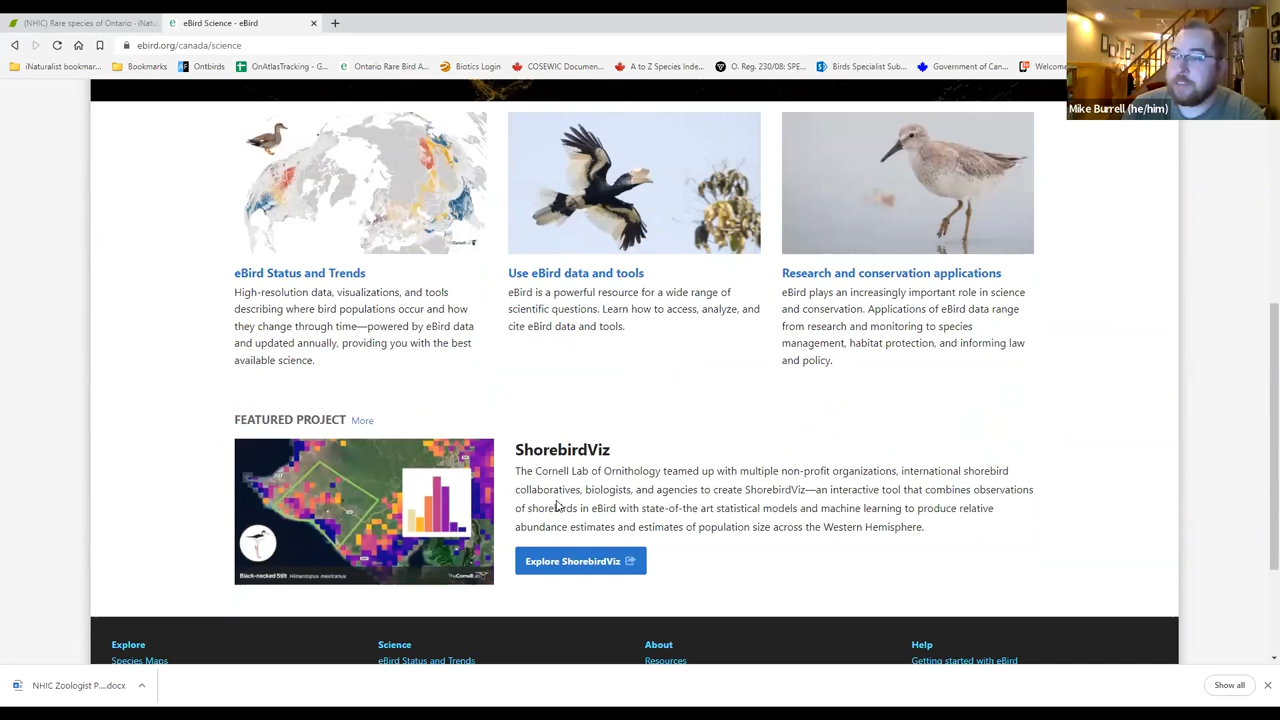 (NHIC) Rare species of Ontario · iNatu
eBird Science - eBird
ebird.org/canada/science
iNaturalist bookmar...
Bookmarks
Ontbirds
OnAtlasTracking - G...
Ontario Rare Bird A...
Biotics Login
COSEWIC Documen...
A to Z Species Inde...
O. Reg. 230/08: SPE...
Birds Specialist Sub...
Government of Can...
Welcome
Mike Burrell (he/him)
eBird Status and Trends
High-resolution data, visualizations, and tools
describing where bird populations occur and how
they change through time—powered by eBird data
and updated annually, providing you with the best
available science.
Use eBird data and tools
eBird is a powerful resource for a wide range of
scientific questions. Learn how to access, analyze, and
cite eBird data and tools.
Research and conservation applications
eBird plays an increasingly important role in science
and conservation. Applications of eBird data range
from research and monitoring to species
management, habitat protection, and informing law
and policy.
FEATURED PROJECT More
Black-necked Stilt Himantopus mexicanus
TheCornellLab
ShorebirdViz
The Cornell Lab of Ornithology teamed up with multiple non-profit organizations, international shorebird
collaboratives, biologists, and agencies to create ShorebirdViz—an interactive tool that combines observations
of shorebirds in eBird with state-of-the art statistical models and machine learning to produce relative
abundance estimates and estimates of population size across the Western Hemisphere.
Explore ShorebirdViz
Explore
Science
About
Help
Species Maps
eBird Status and Trends
Resources
Getting started with eBird
NHIC Zoologist P....docx
Show all